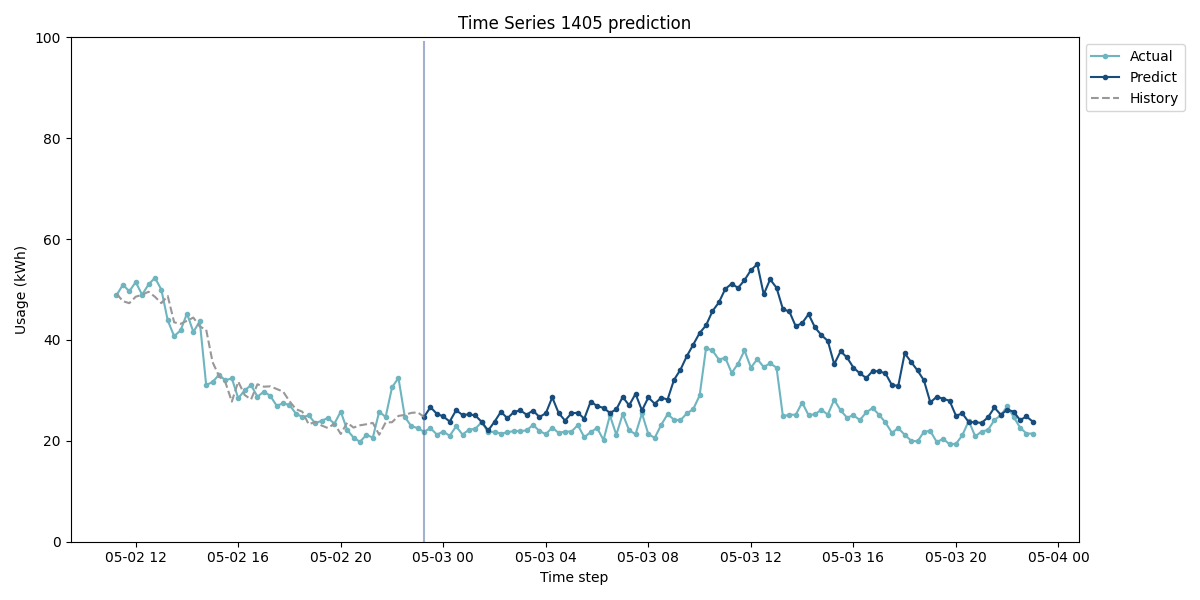 Time Series 1405 prediction
100
80
60
40
20
0
Usage (kWh)
05-02 12
05-02 16
05-02 20
05-03 00
05-03 04
05-03 08
05-03 12
05-03 16
05-03 20
05-04 00
Time step
Actual
Predict
History